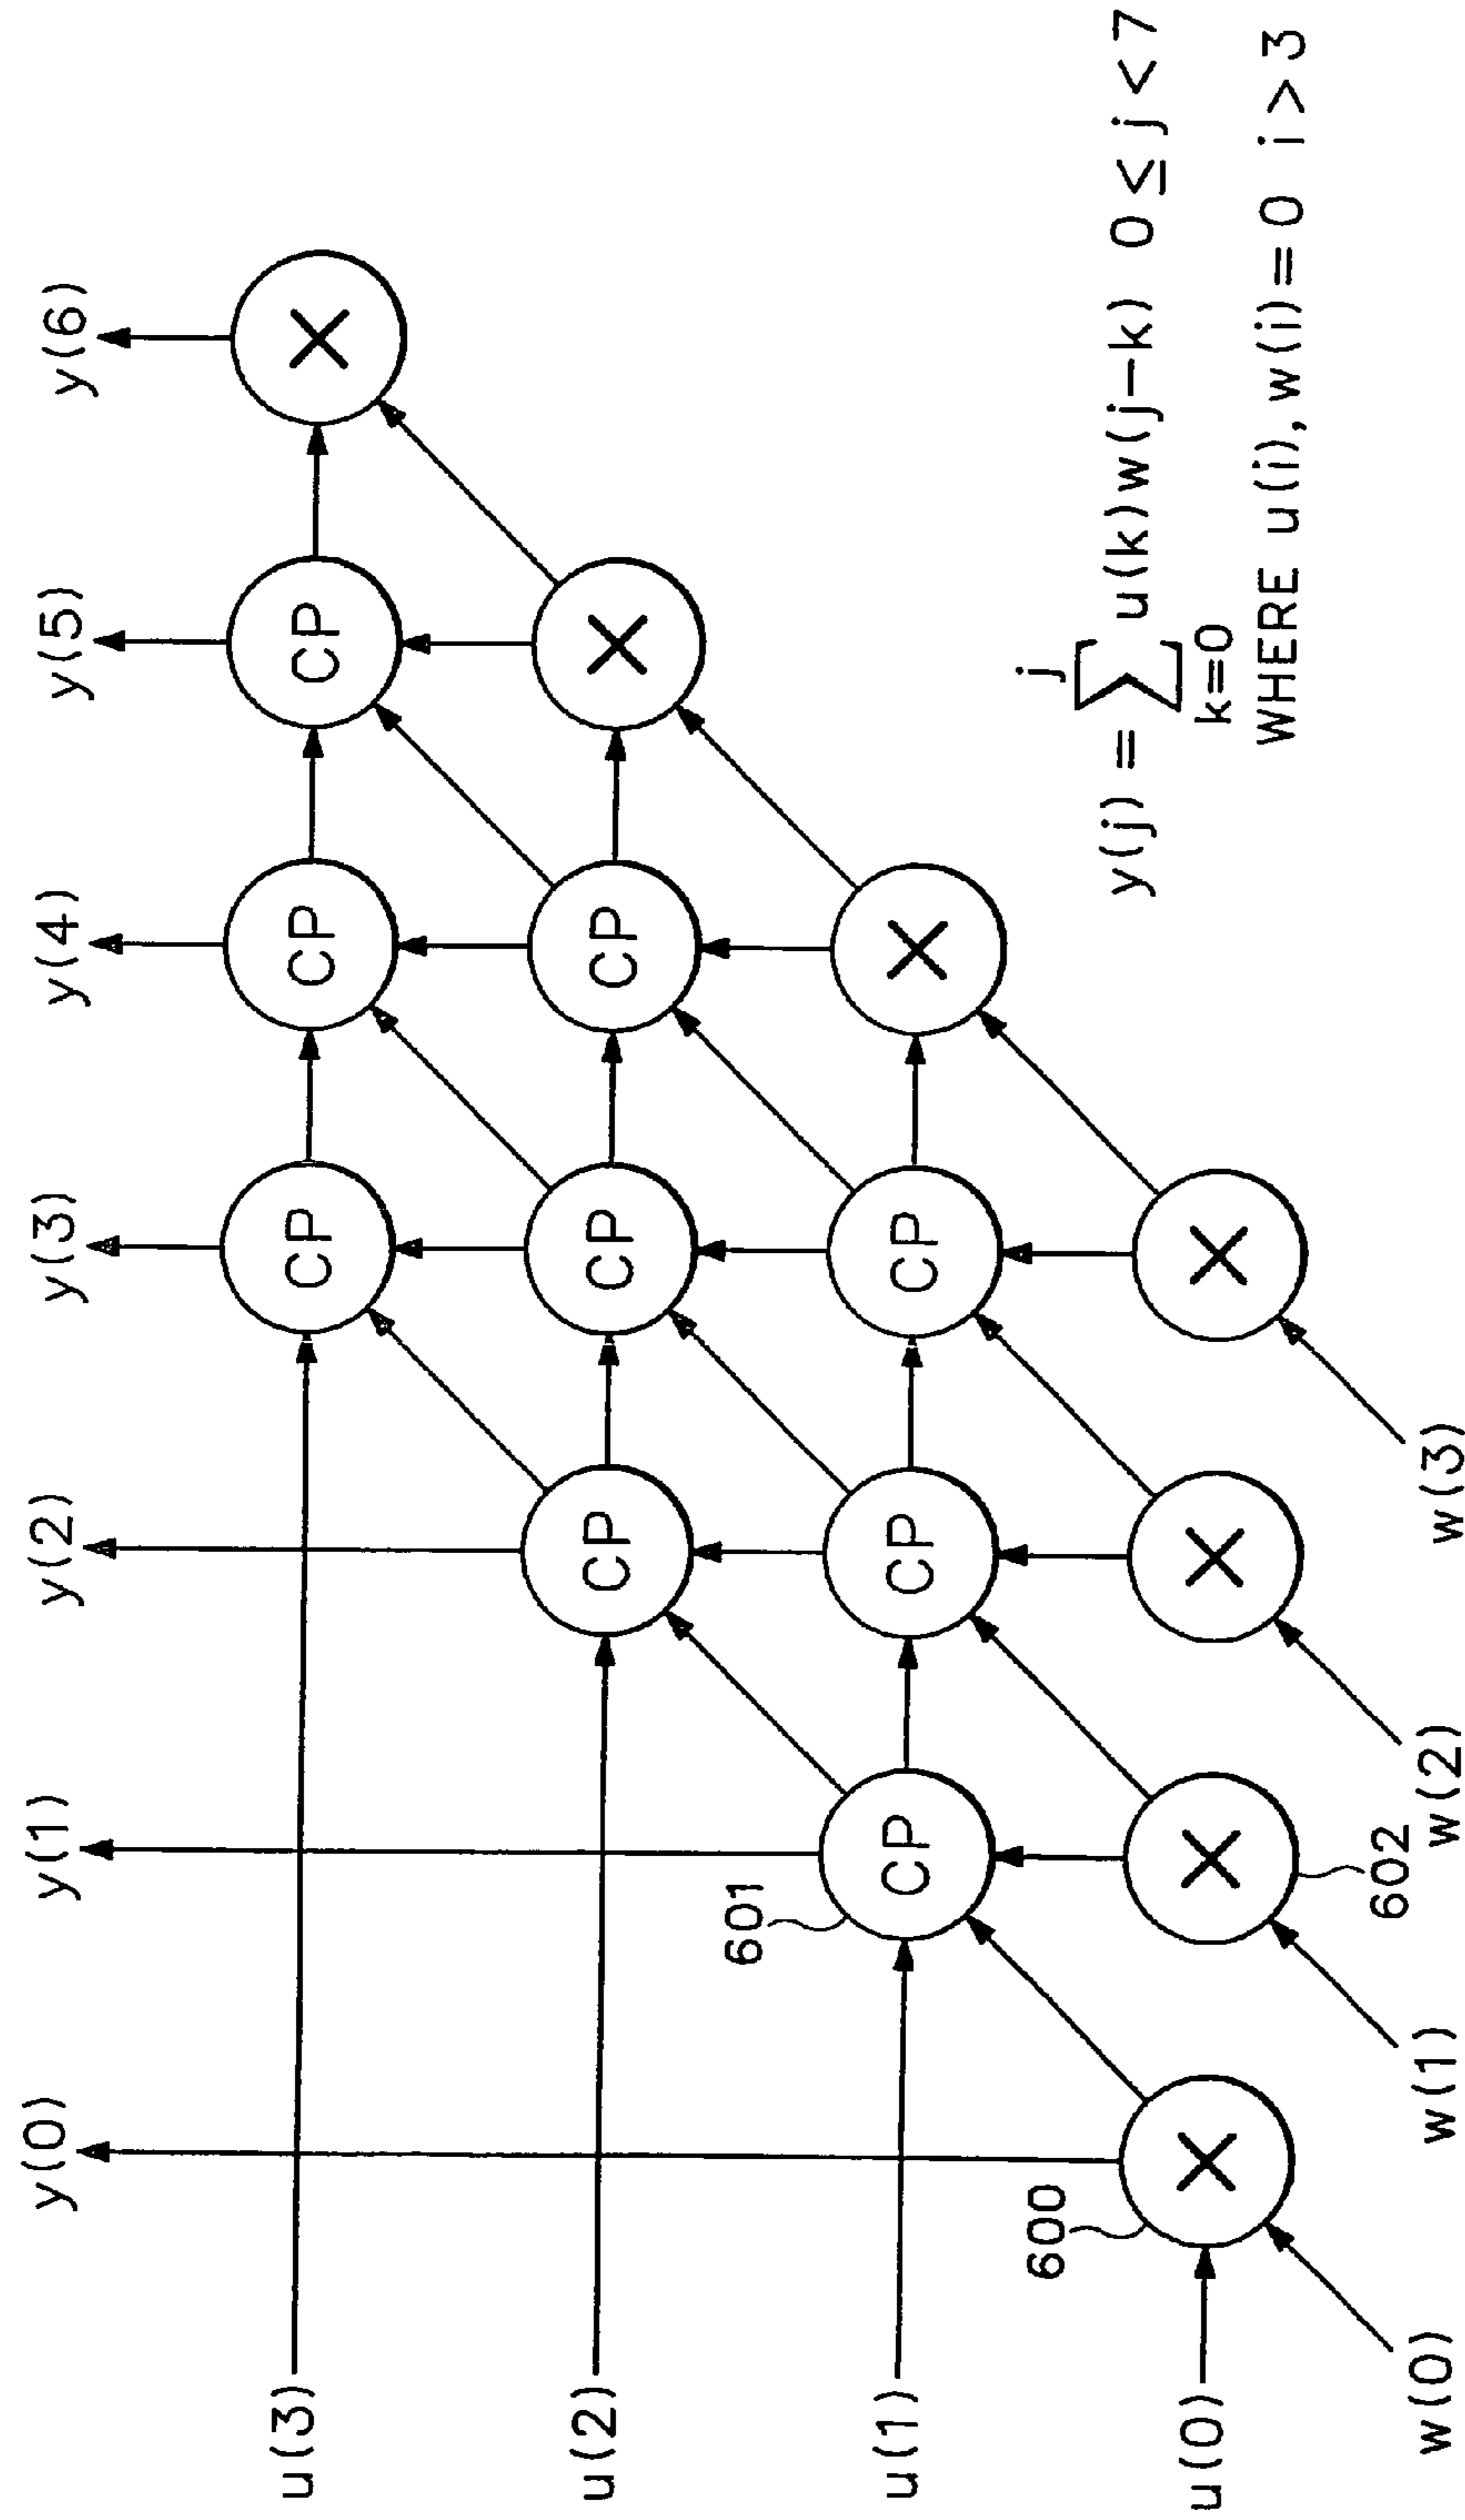 y(0) y(1) y(2) y(3) y(4) y(5) y(6)
u(3) CP CP CP X
u(2) CP CP CP X
601
u(1) CP CP CP X
600
u(0) X X X X
602
w(0) w(1) w(2) w(3)
y(j) = j ∑ k=0 u(k)w(j-k) 0≤j<7
WHERE u(i),w(i)=0 i>3